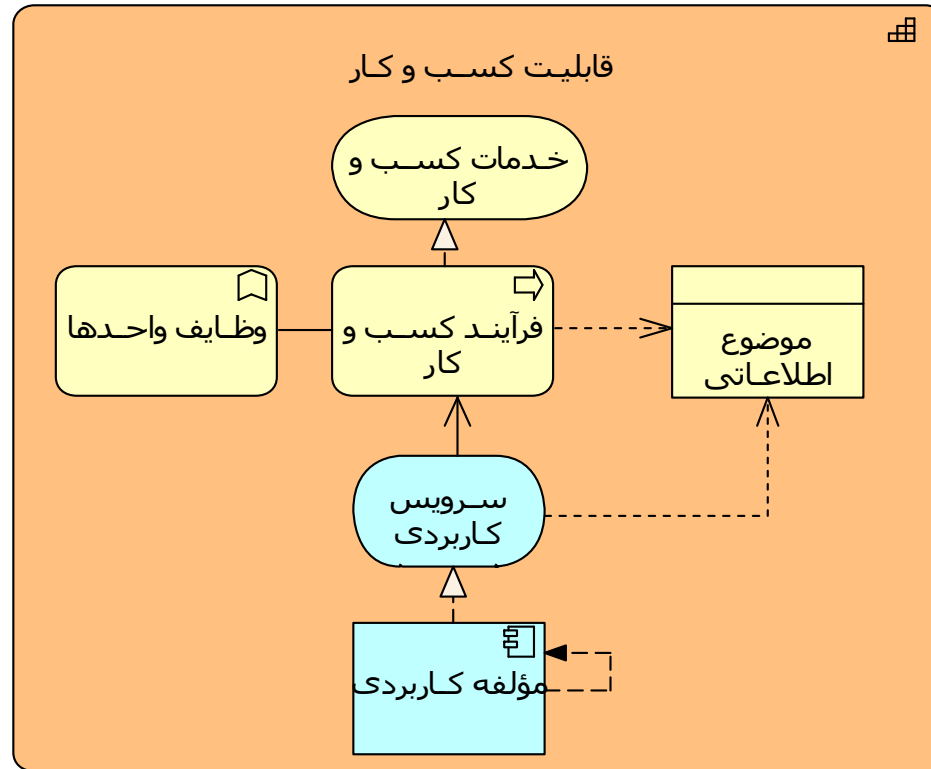 قابلیت کسب و کار
خدمات کسب و
کار
وظایف واحدها
فرآیند کسب و
کار
موضوع
اطلاعاتی
سرویس
کاربردی
مؤلفه کاربردی